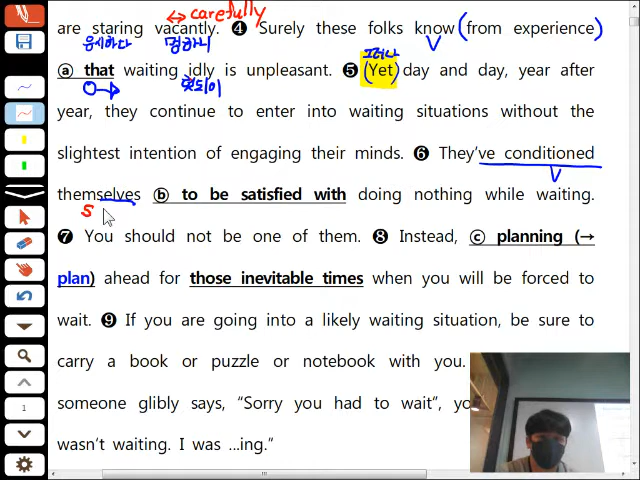 ↔ carefully
are staring vacantly. ❹ Surely these folks know (from experience)
응시하다 멍하니 V 그러나
ⓐ that waiting idly is unpleasant. ❺ (Yet) day and day, year after
헛되이
year, they continue to enter into waiting situations without the
slightest intention of engaging their minds. ❻ They've conditioned
V
themselves ⓑ to be satisfied with doing nothing while waiting.
S
❼ You should not be one of them. ❽ Instead, ⓒ planning (→
plan) ahead for those inevitable times when you will be forced to
wait. ❾ If you are going into a likely waiting situation, be sure to
carry a book or puzzle or notebook with you.
someone glibly says, “Sorry you had to wait”,
wasn't waiting. I was ...ing.”
1